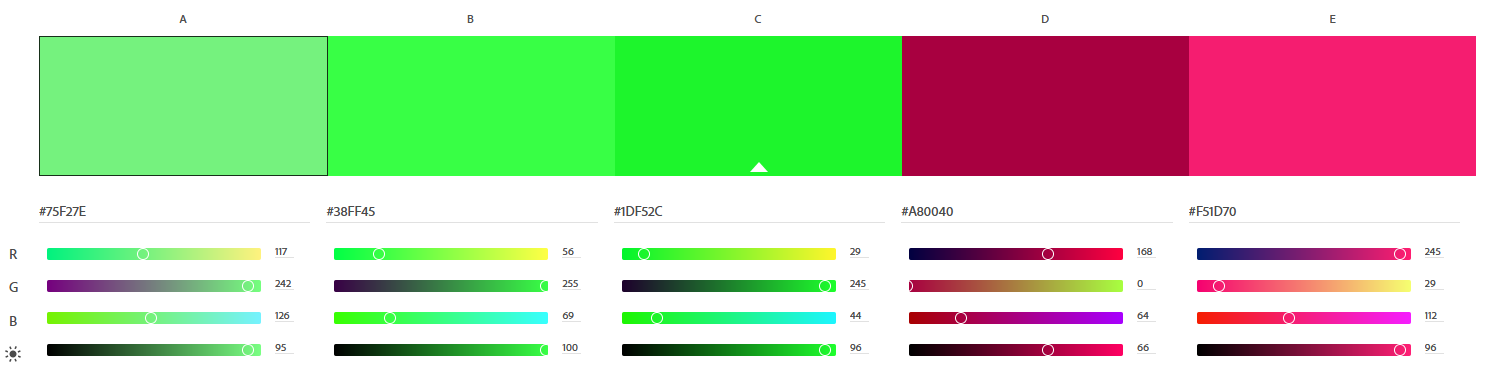 A B C D E
#75F27E #38FF45 #1DF52C #A80040 #F51D70
R 117 56 29 168 245
G 242 255 245 0 29
B 126 69 44 64 112
95 100 96 66 96